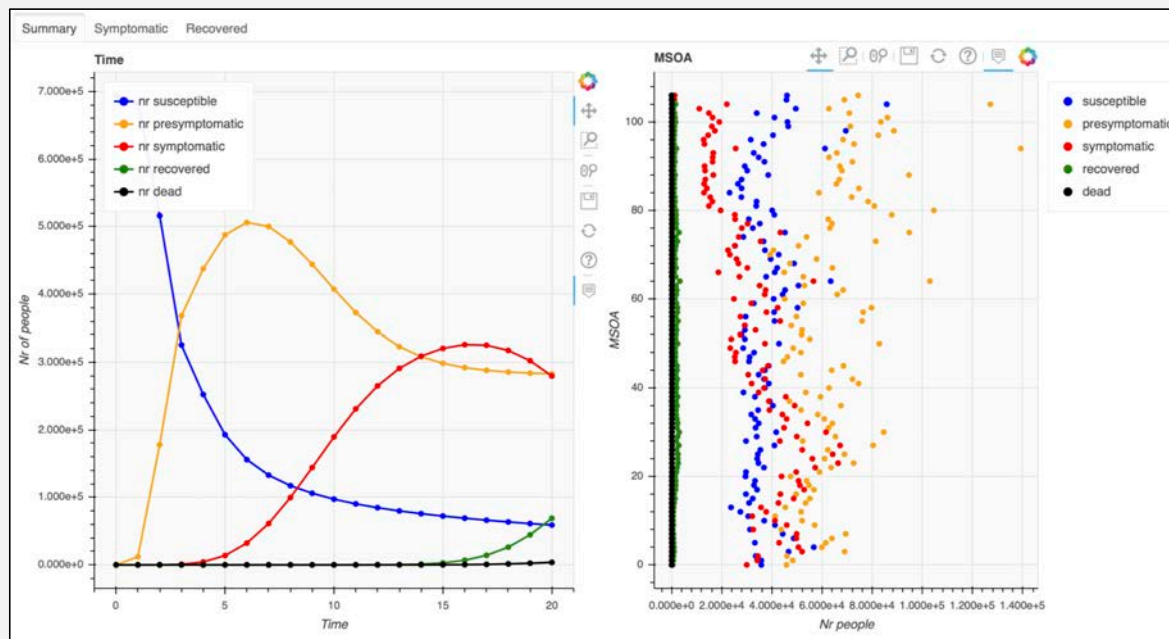 Summary Symptomatic Recovered
Time
nr susceptible
nr presymptomatic
nr symptomatic
nr recovered
nr dead
7.000e+5
6.000e+5
5.000e+5
4.000e+5
3.000e+5
2.000e+5
1.000e+5
0.000e+0
Nr of people
0 5 10 15 20
Time
MSOA
susceptible
presymptomatic
symptomatic
recovered
dead
100
80
60
40
20
0
MSOA
0.000e+0 2.000e+4 4.000e+4 6.000e+4 8.000e+4 1.000e+5 1.200e+5 1.400e+5
Nr people